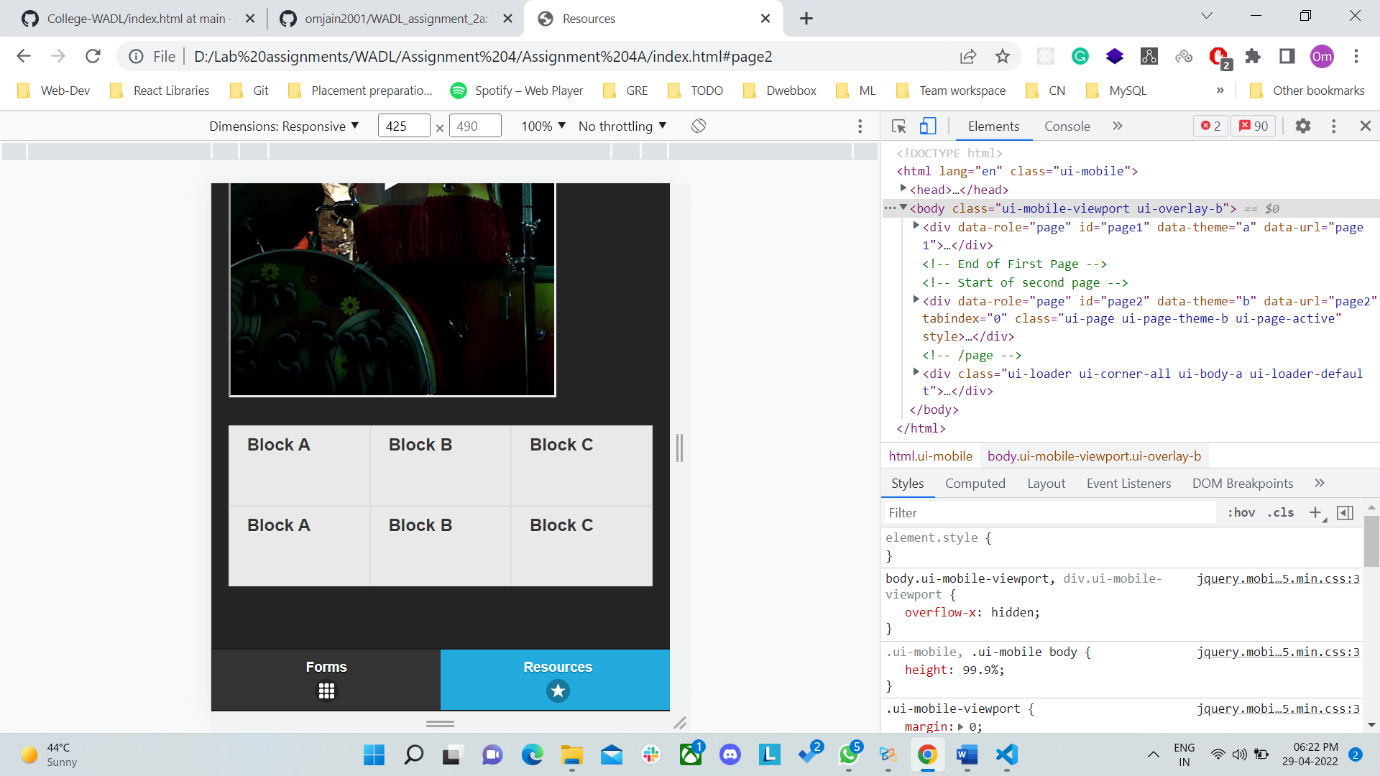 College-WADL/index.html at main ·
omjain2001/WADL_assignment_2a:
Resources
File | D:/Lab%20assignments/WADL/Assignment%204/Assignment%204A/index.html#page2
2
Om
Web-Dev
React Libraries
Git
Placement preparatio...
Spotify – Web Player
GRE
TODO
Dwebbox
ML
Team workspace
CN
MySQL
»
Other bookmarks
Dimensions: Responsive ▼ 425 × 490 100% ▼ No throttling ▼
Elements Console » 2 90
<!DOCTYPE html>
<html lang="en" class="ui-mobile">
<head>…</head>
<body class="ui-mobile-viewport ui-overlay-b"> == $0
<div data-role="page" id="page1" data-theme="a" data-url="page
1">…</div>
<!-- End of First Page -->
<!-- Start of second page -->
<div data-role="page" id="page2" data-theme="b" data-url="page2"
tabindex="0" class="ui-page ui-page-theme-b ui-page-active"
style>…</div>
<!-- /page -->
<div class="ui-loader ui-corner-all ui-body-a ui-loader-defaul
t">…</div>
</body>
</html>
html.ui-mobile body.ui-mobile-viewport.ui-overlay-b
Styles Computed Layout Event Listeners DOM Breakpoints »
Filter :hov .cls +
element.style {
}
body.ui-mobile-viewport, div.ui-mobile- jquery.mobi…5.min.css:3
viewport {
overflow-x: hidden;
}
.ui-mobile, .ui-mobile body { jquery.mobi…5.min.css:3
height: 99.9%;
}
.ui-mobile-viewport { jquery.mobi…5.min.css:3
margin: 0;
Block A Block B Block C
Block A Block B Block C
Forms Resources
44°C
Sunny
1
2
5
ENG
IN
06:22 PM
29-04-2022
2